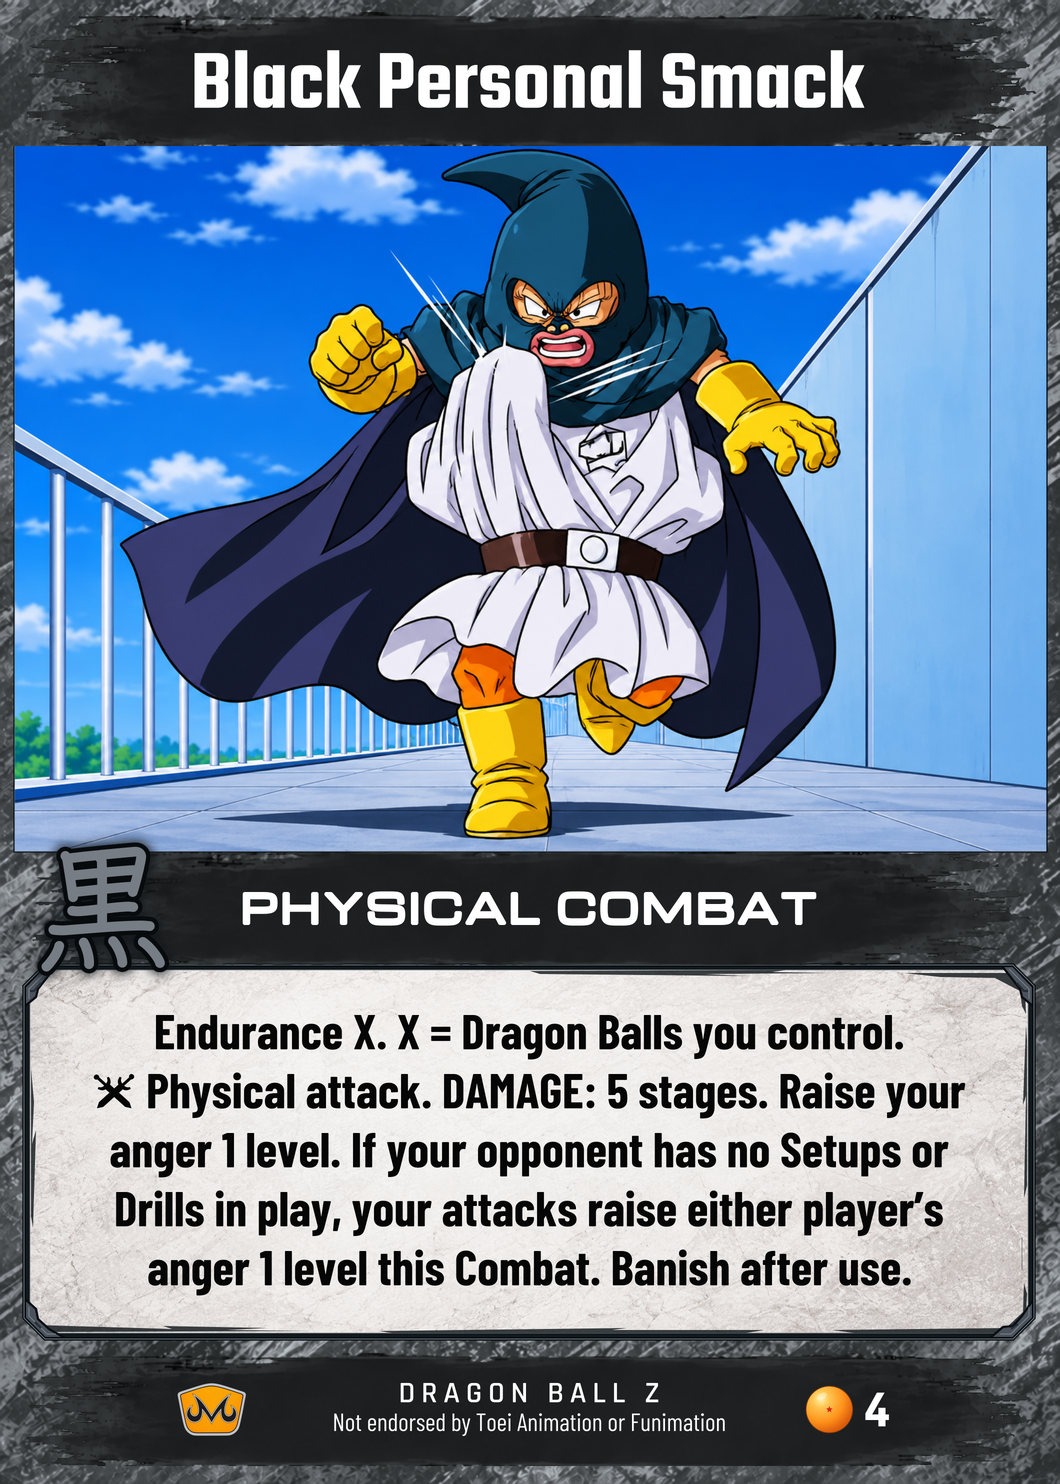 Black Personal Smack
黒
PHYSICAL COMBAT
Endurance X. X = Dragon Balls you control.
Physical attack. DAMAGE: 5 stages. Raise your
anger 1 level. If your opponent has no Setups or
Drills in play, your attacks raise either player’s
anger 1 level this Combat. Banish after use.
DRAGON BALL Z
Not endorsed by Toei Animation or Funimation
4